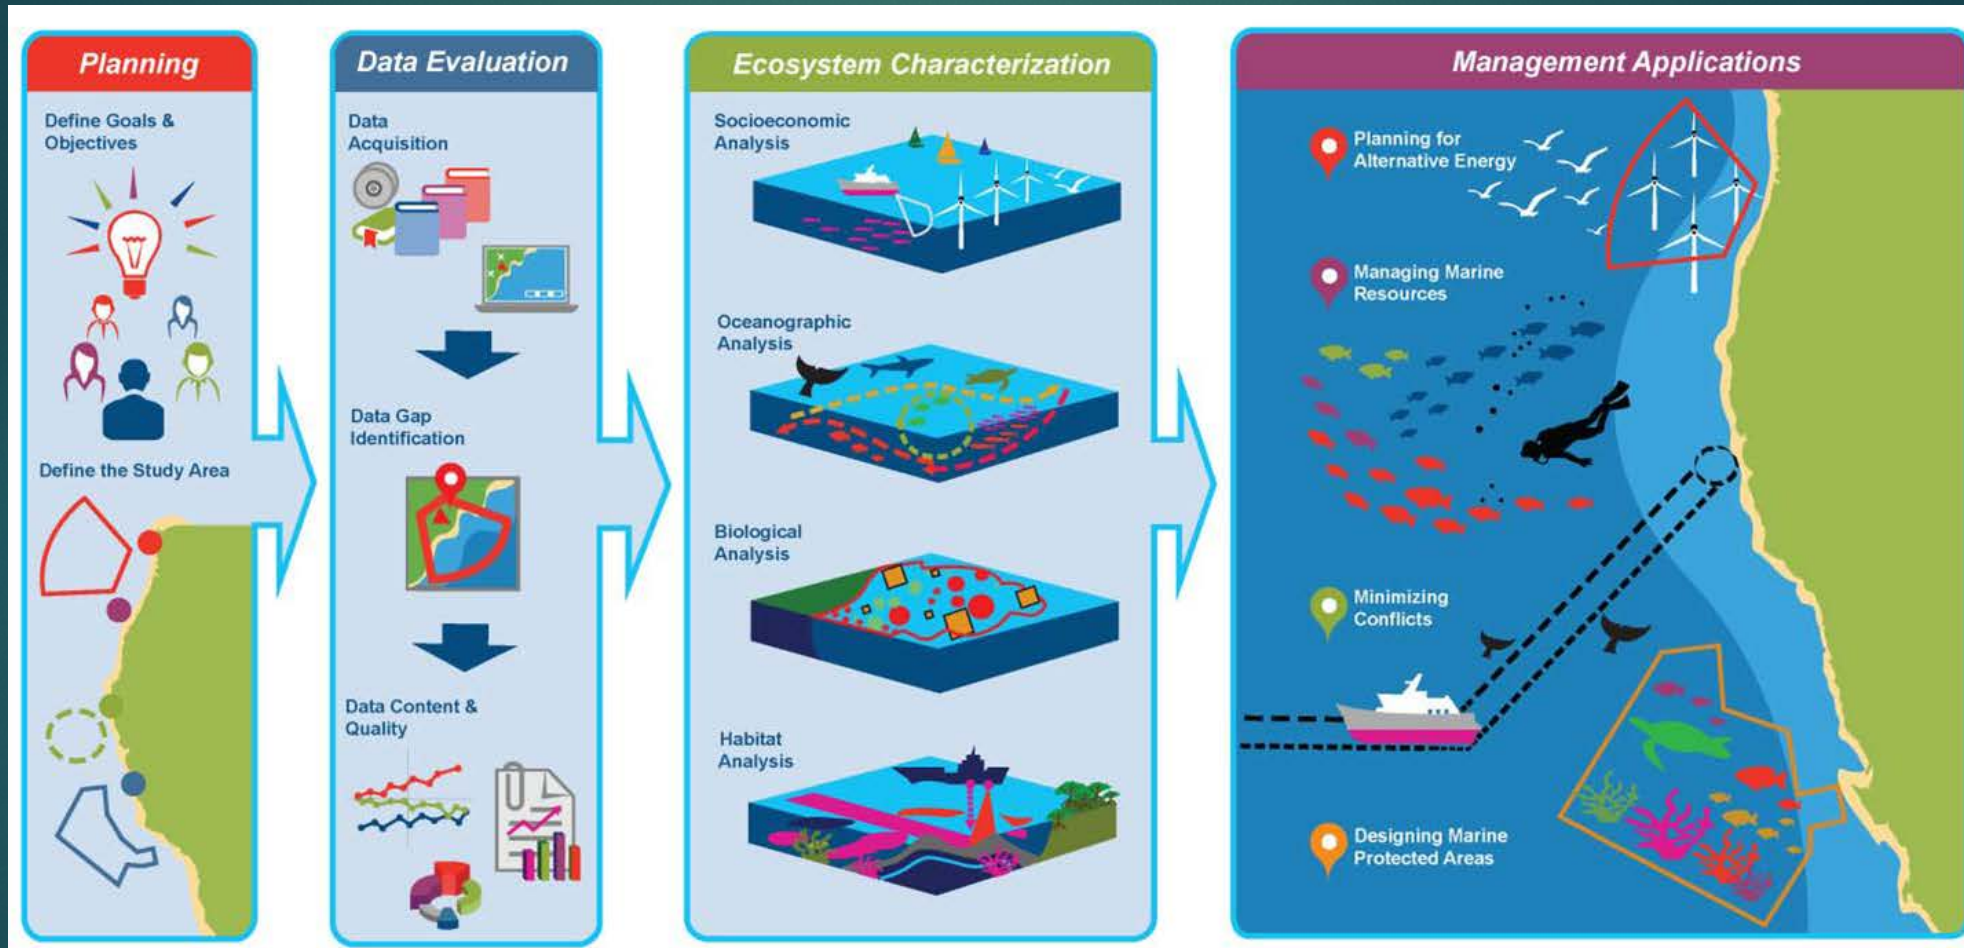 Planning
Define Goals &
Objectives
Define the Study Area
Data Evaluation
Data
Acquisition
Data Gap
Identification
Data Content &
Quality
Ecosystem Characterization
Socioeconomic
Analysis
Oceanographic
Analysis
Biological
Analysis
Habitat
Analysis
Management Applications
Planning for
Alternative Energy
Managing Marine
Resources
Minimizing
Conflicts
Designing Marine
Protected Areas